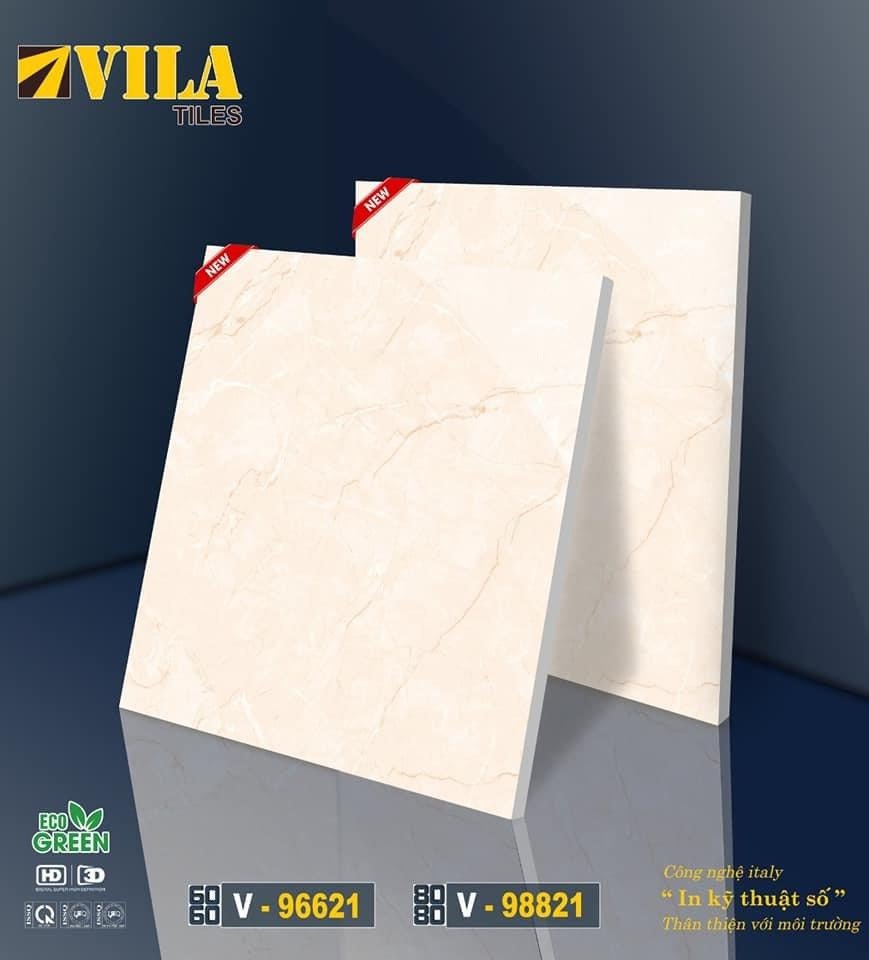 VILA
TILES
NEW
NEW
ECO
GREEN
HD 3D
DIGITAL SUPER HIGH DEFINITION
60
60
V - 96621
80
80
V - 98821
Công nghệ italy
“ In kỹ thuật số ”
Thân thiện với môi trường